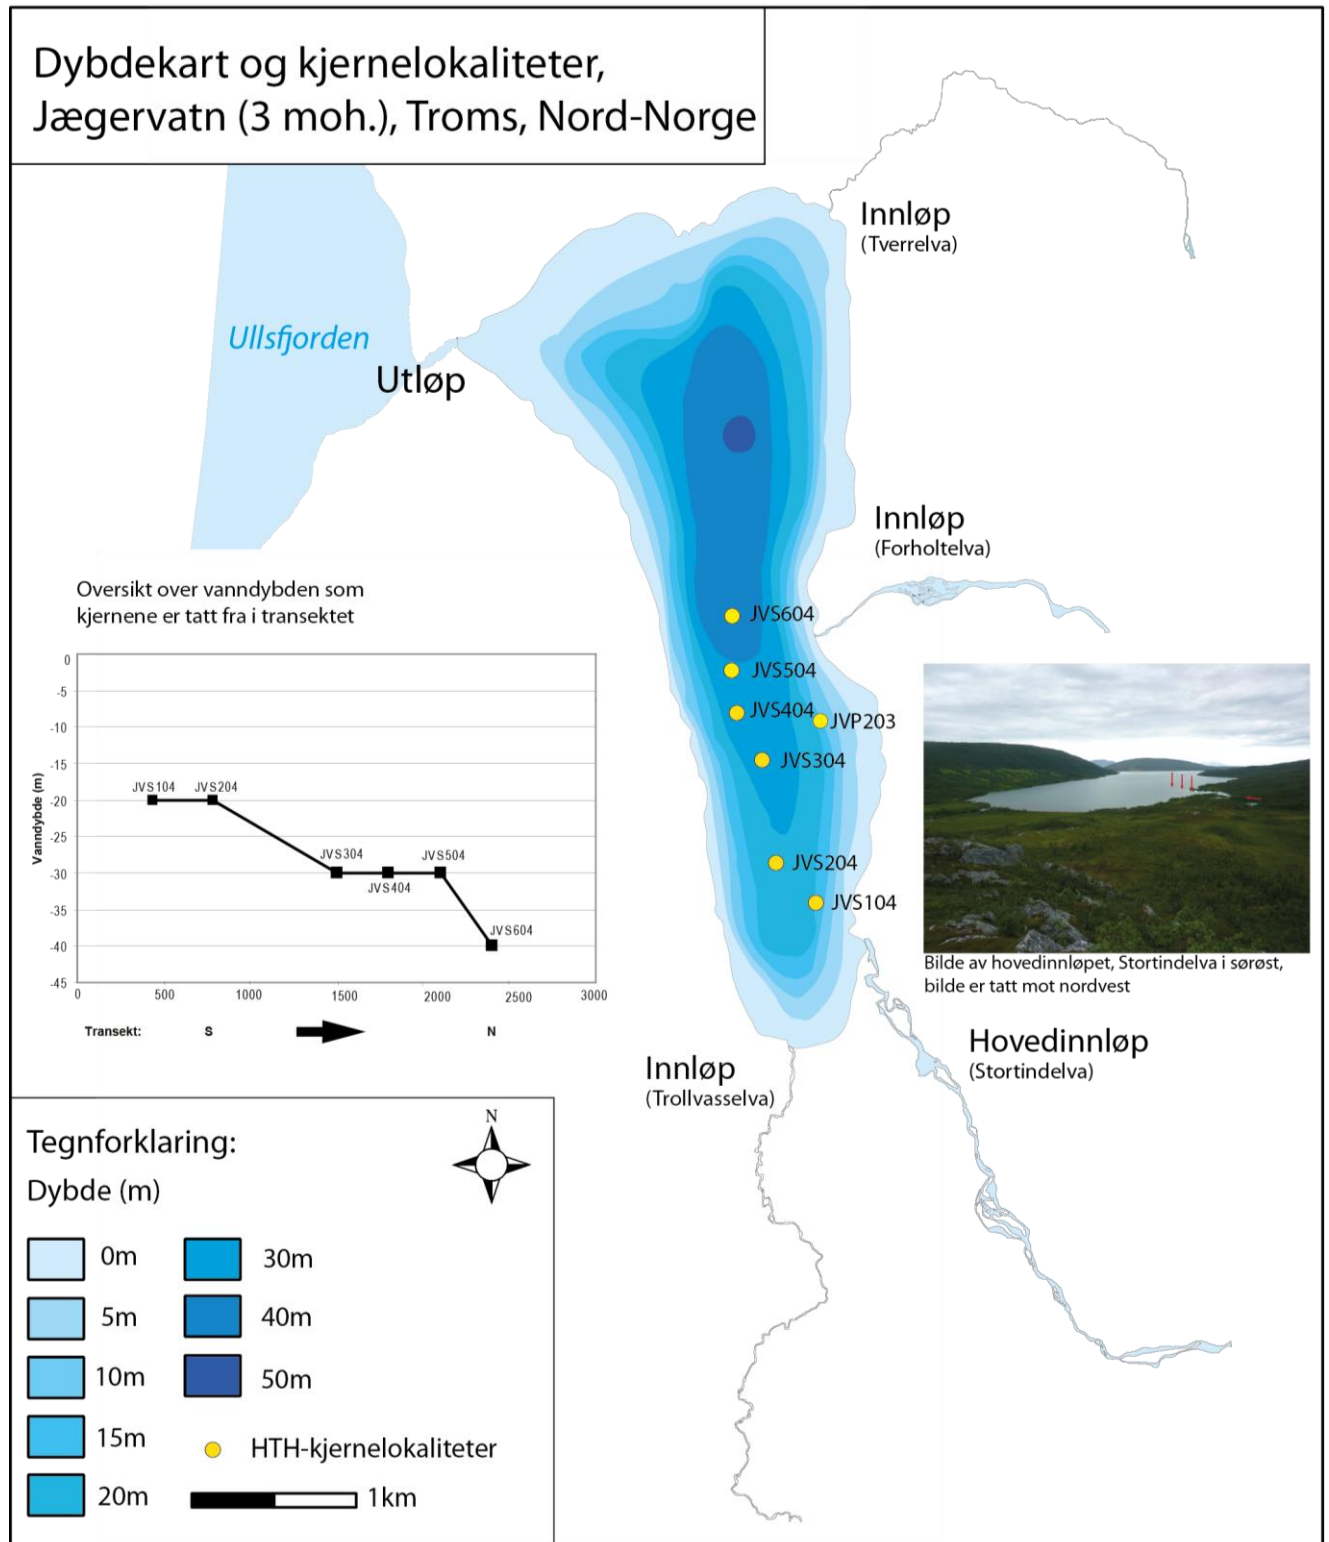 Dybdekart og kjernelokaliteter,
Jægervatn (3 moh.), Troms, Nord-Norge
Innløp
(Tverrelva)
Ullsfjorden
Utløp
Innløp
(Forholtelva)
Oversikt over vanndybden som
kjernene er tatt fra i transektet
JVS604
JVS504
JVS404
JVP203
JVS304
JVS204
JVS104
Vanndybde (m)
0
-5
-10
-15
-20
-25
-30
-35
-40
-45
JVS104
JVS204
JVS304
JVS404
JVS504
JVS604
0
500
1000
1500
2000
2500
3000
Transekt:
S
N
Bilde av hovedinnløpet, Stortindelva i sørøst,
bilde er tatt mot nordvest
Hovedinnløp
(Stortindelva)
Innløp
(Trollvasselva)
Tegnforklaring:
N
Dybde (m)
0m
5m
10m
15m
20m
30m
40m
50m
HTH-kjernelokaliteter
1km